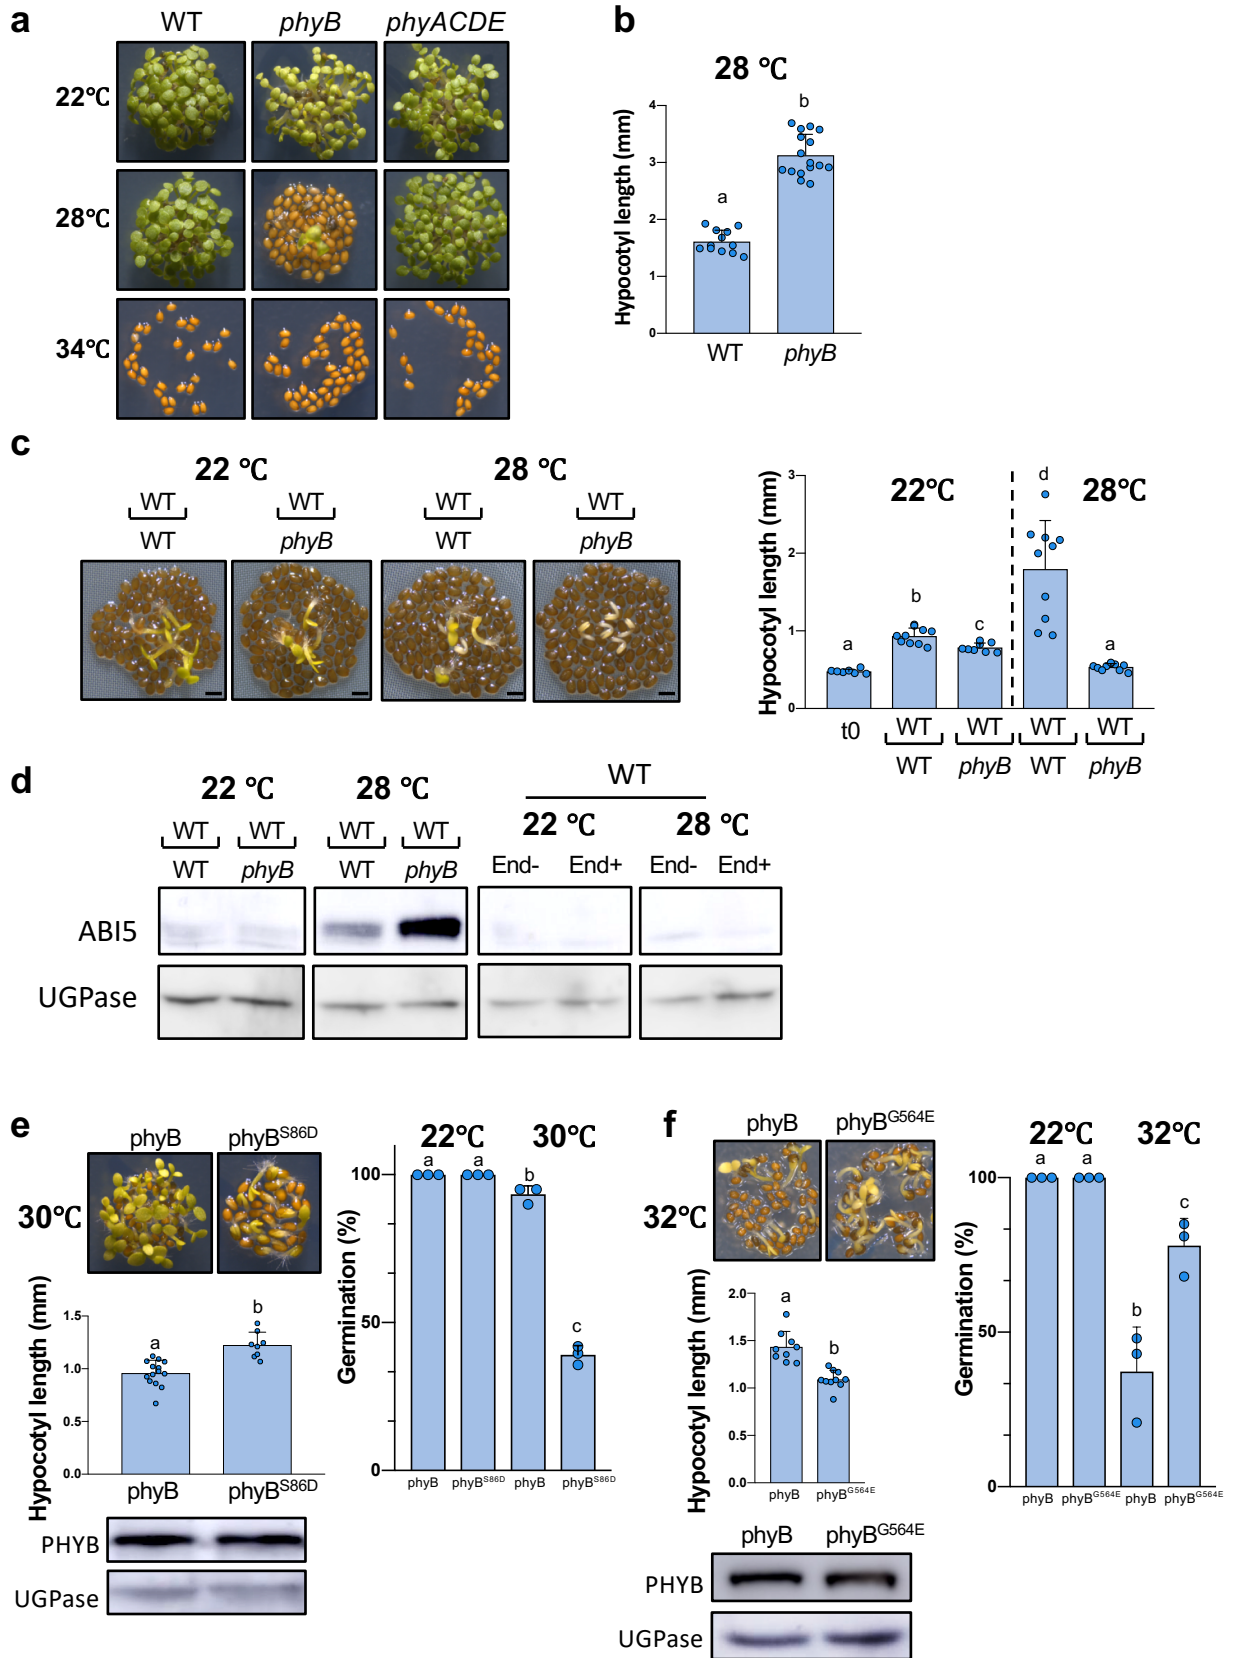 a
WT phyB phyACDE
22℃
28℃
34℃
b
28 ℃
Hypocotyl length (mm)
4
3
2
1
0
a
b
WT phyB
c
22 ℃ 28 ℃
WT WT WT WT
WT phyB WT phyB
Hypocotyl length (mm)
3
2
1
0
22℃ 28℃
a
b
c
d
a
t0 WT WT WT WT
WT phyB WT phyB
d
22 ℃ 28 ℃ WT
22 ℃ 28 ℃
WT WT WT WT
WT phyB WT phyB End- End+ End- End+
ABI5
UGPase
e
phyB phyBS86D
30℃
Hypocotyl length (mm)
1.5
1.0
0.5
0.0
a
b
phyB phyBS86D
PHYB
UGPase
22℃ 30℃
Germination (%)
100
50
0
a a b c
phyB phyBS86D phyB phyBS86D
f
phyB phyBG564E
32℃
Hypocotyl length (mm)
2.0
1.5
1.0
0.5
0.0
a
b
phyB phyBG564E
phyB phyBG564E
PHYB
UGPase
22℃ 32℃
Germination (%)
100
50
0
a a b c
phyB phyBG564E phyB phyBG564E